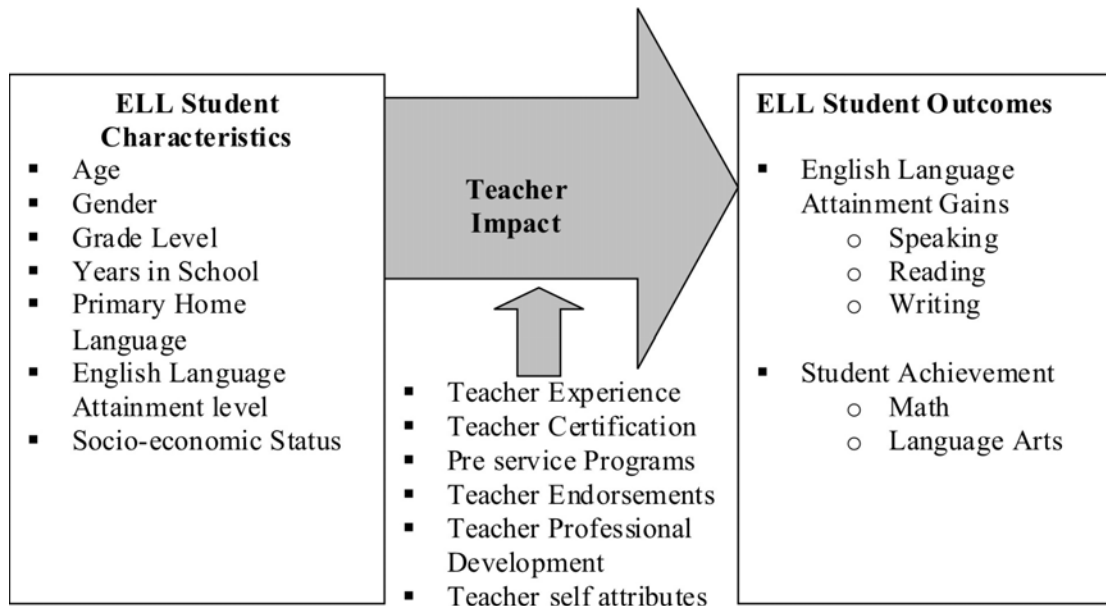 ELL Student
Characteristics
▪ Age
▪ Gender
▪ Grade Level
▪ Years in School
▪ Primary Home
Language
▪ English Language
Attainment level
▪ Socio-economic Status
Teacher
Impact
▪ Teacher Experience
▪ Teacher Certification
▪ Pre service Programs
▪ Teacher Endorsements
▪ Teacher Professional
Development
▪ Teacher self attributes
ELL Student Outcomes
▪ English Language
Attainment Gains
o Speaking
o Reading
o Writing
▪ Student Achievement
o Math
o Language Arts